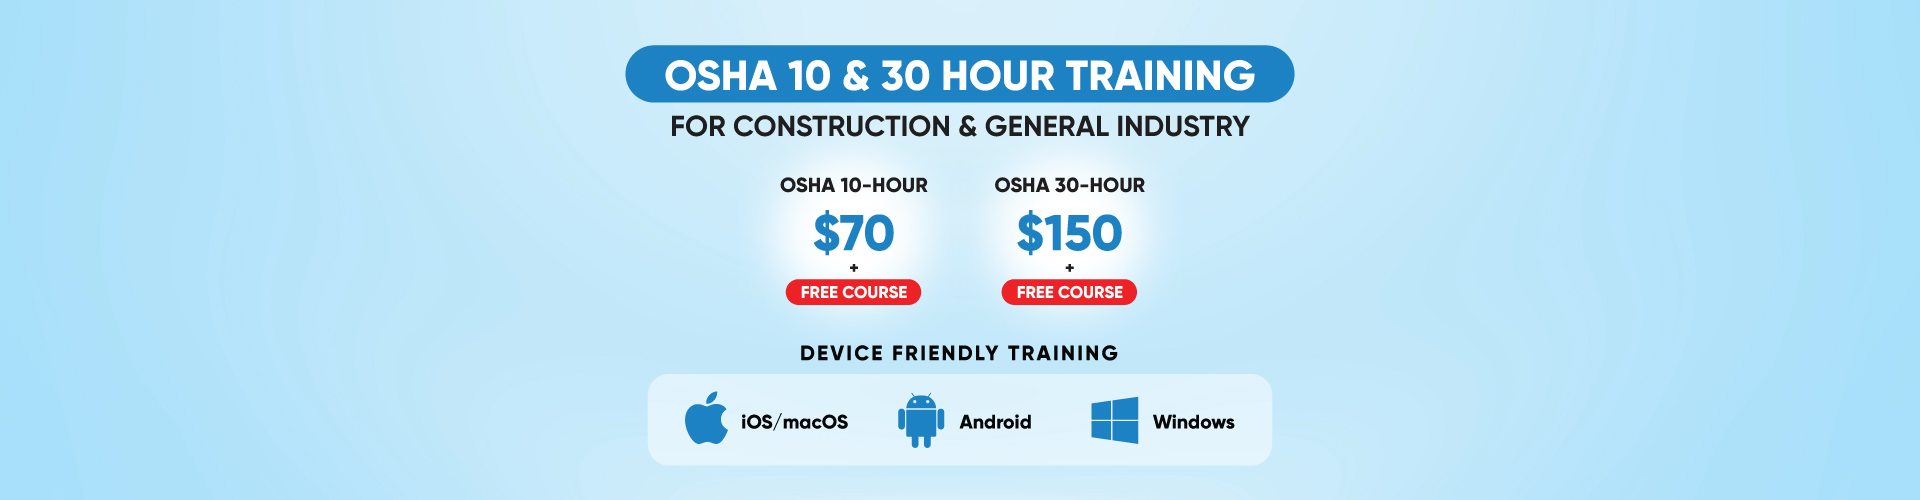 OSHA 10 & 30 HOUR TRAINING
FOR CONSTRUCTION & GENERAL INDUSTRY
OSHA 10-HOUR
$70
+
FREE COURSE
OSHA 30-HOUR
$150
+
FREE COURSE
DEVICE FRIENDLY TRAINING
iOS/macOS
Android
Windows